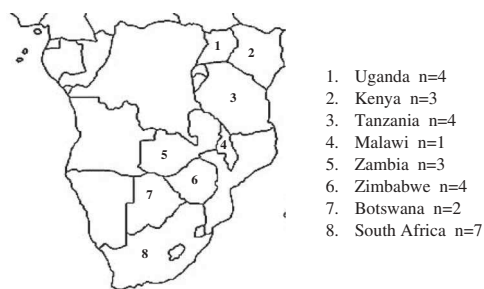 1
2
3
4
5
6
7
8
1. Uganda n=4
2. Kenya n=3
3. Tanzania n=4
4. Malawi n=1
5. Zambia n=3
6. Zimbabwe n=4
7. Botswana n=2
8. South Africa n=7